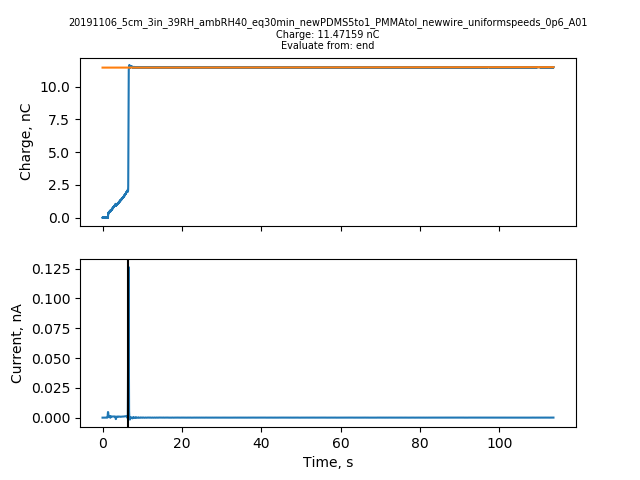 20191106_5cm_3in_39RH_ambRH40_eq30min_newPDMS5to1_PMMAtol_newwire_uniformspeeds_0p6_A01
Charge: 11.47159 nC
Evaluate from: end
Charge, nC
10.0
7.5
5.0
2.5
0.0
Current, nA
0.125
0.100
0.075
0.050
0.025
0.000
0 20 40 60 80 100
Time, s